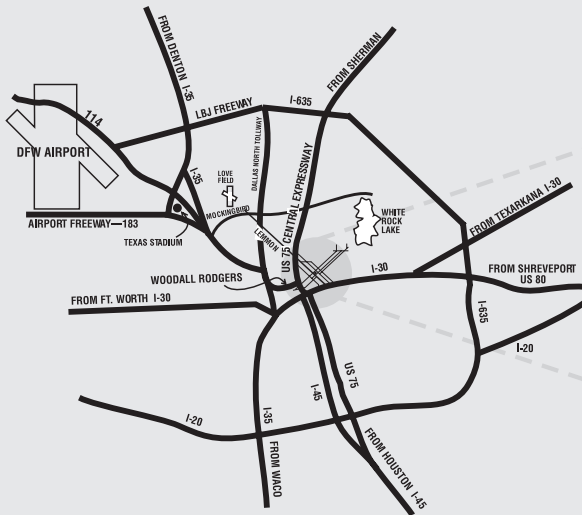 FROM DENTON I-35
FROM SHERMAN
114
LBJ FREEWAY
I-635
DFW AIRPORT
I-35
LOVE
FIELD
DALLAS NORTH TOLLWAY
US 75 CENTRAL EXPRESSWAY
MOCKINGBIRD
WHITE
ROCK
LAKE
FROM TEXARKANA I-30
AIRPORT FREEWAY—183
TEXAS STADIUM
LEMMON
WOODALL RODGERS
I-30
FROM SHREVEPORT
US 80
FROM FT. WORTH I-30
I-635
I-20
US 75
I-45
I-20
I-35
FROM WACO
FROM HOUSTON I-45